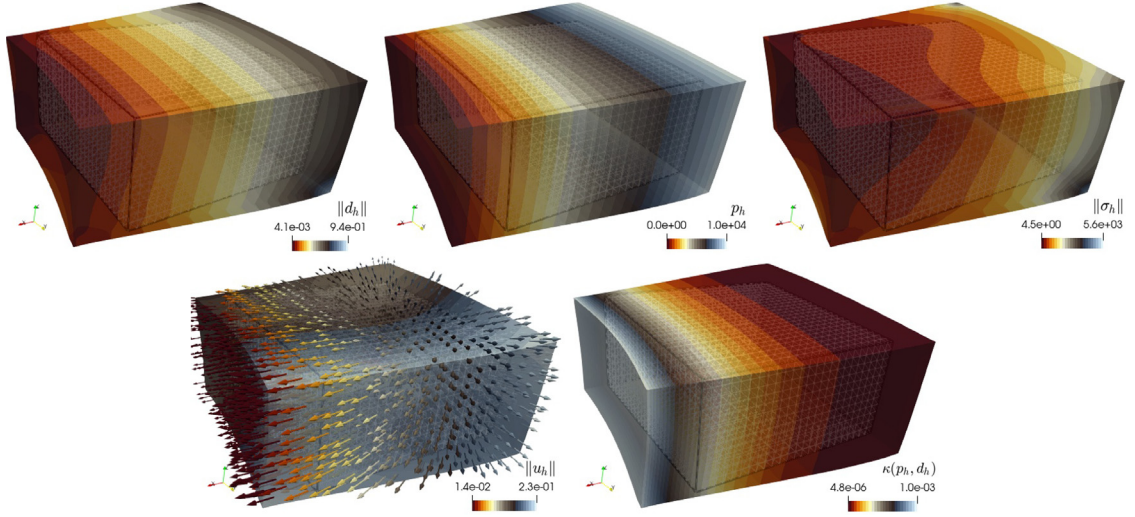 ‖d_h‖
4.1e-03 9.4e-01
p_h
0.0e+00 1.0e+04
‖σ_h‖
4.5e+00 5.6e+03
‖u_h‖
1.4e-02 2.3e-01
κ(p_h, d_h)
4.8e-06 1.0e-03